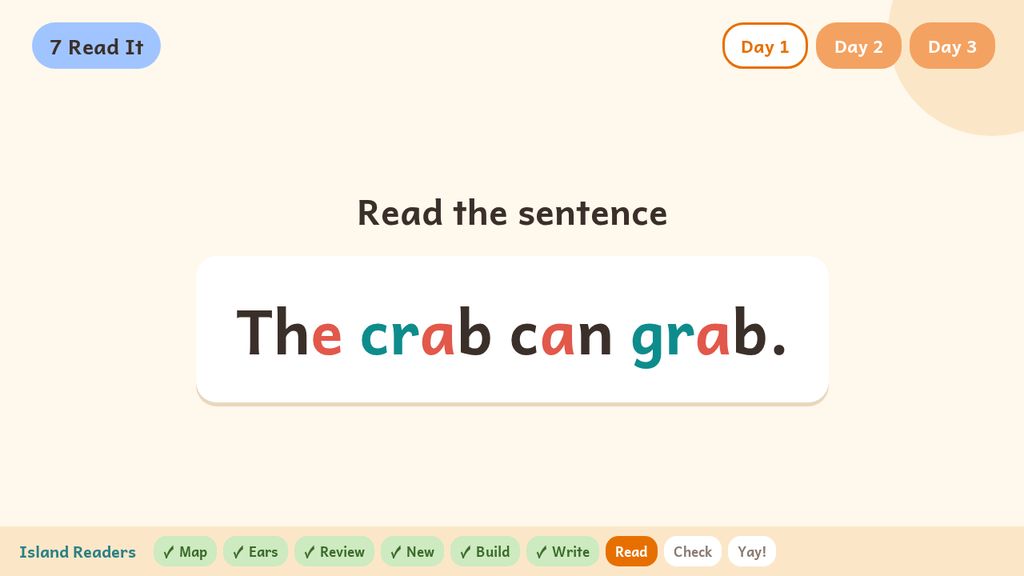 7 Read It
Day 1 Day 2 Day 3
Read the sentence
The crab can grab.
Island Readers ✓ Map ✓ Ears ✓ Review ✓ New ✓ Build ✓ Write Read Check Yay!